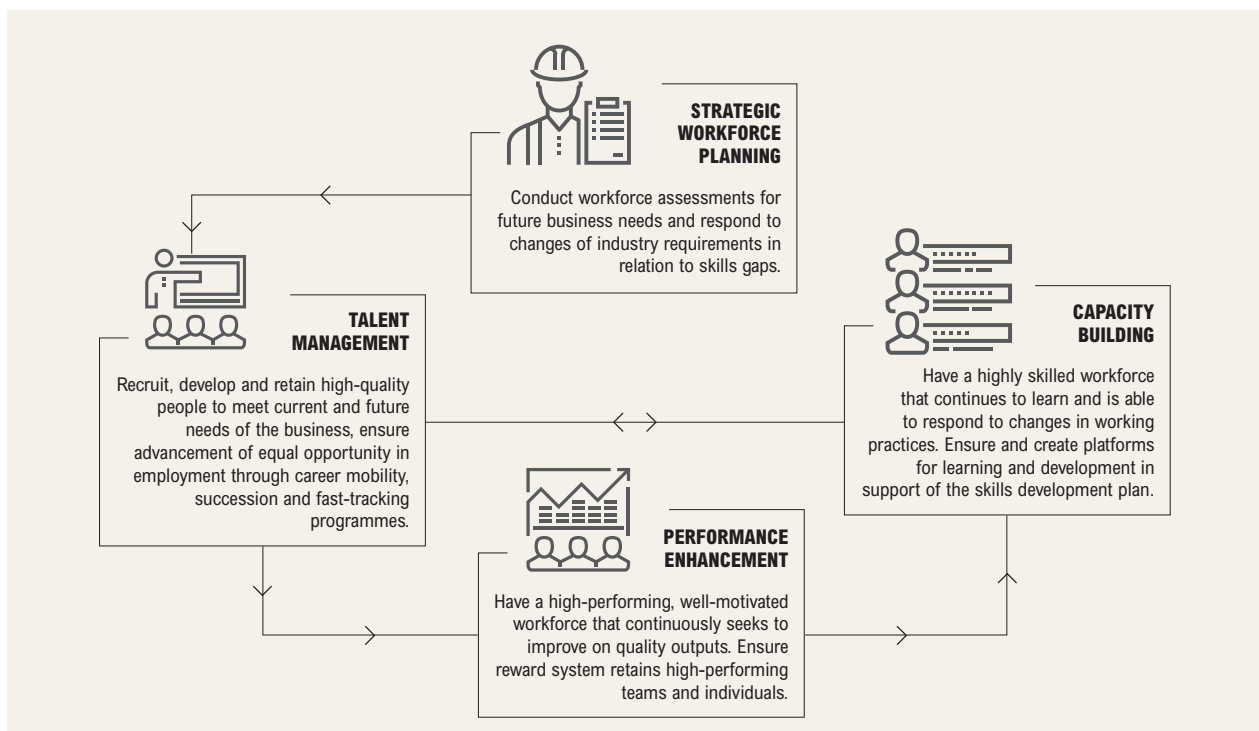 STRATEGIC
WORKFORCE
PLANNING
Conduct workforce assessments for
future business needs and respond to
changes of industry requirements in
relation to skills gaps.
TALENT
MANAGEMENT
Recruit, develop and retain high-quality
people to meet current and future
needs of the business, ensure
advancement of equal opportunity in
employment through career mobility,
succession and fast-tracking
programmes.
CAPACITY
BUILDING
Have a highly skilled workforce
that continues to learn and is able
to respond to changes in working
practices. Ensure and create platforms
for learning and development in
support of the skills development plan.
PERFORMANCE
ENHANCEMENT
Have a high-performing, well-motivated
workforce that continuously seeks to
improve on quality outputs. Ensure
reward system retains high-performing
teams and individuals.